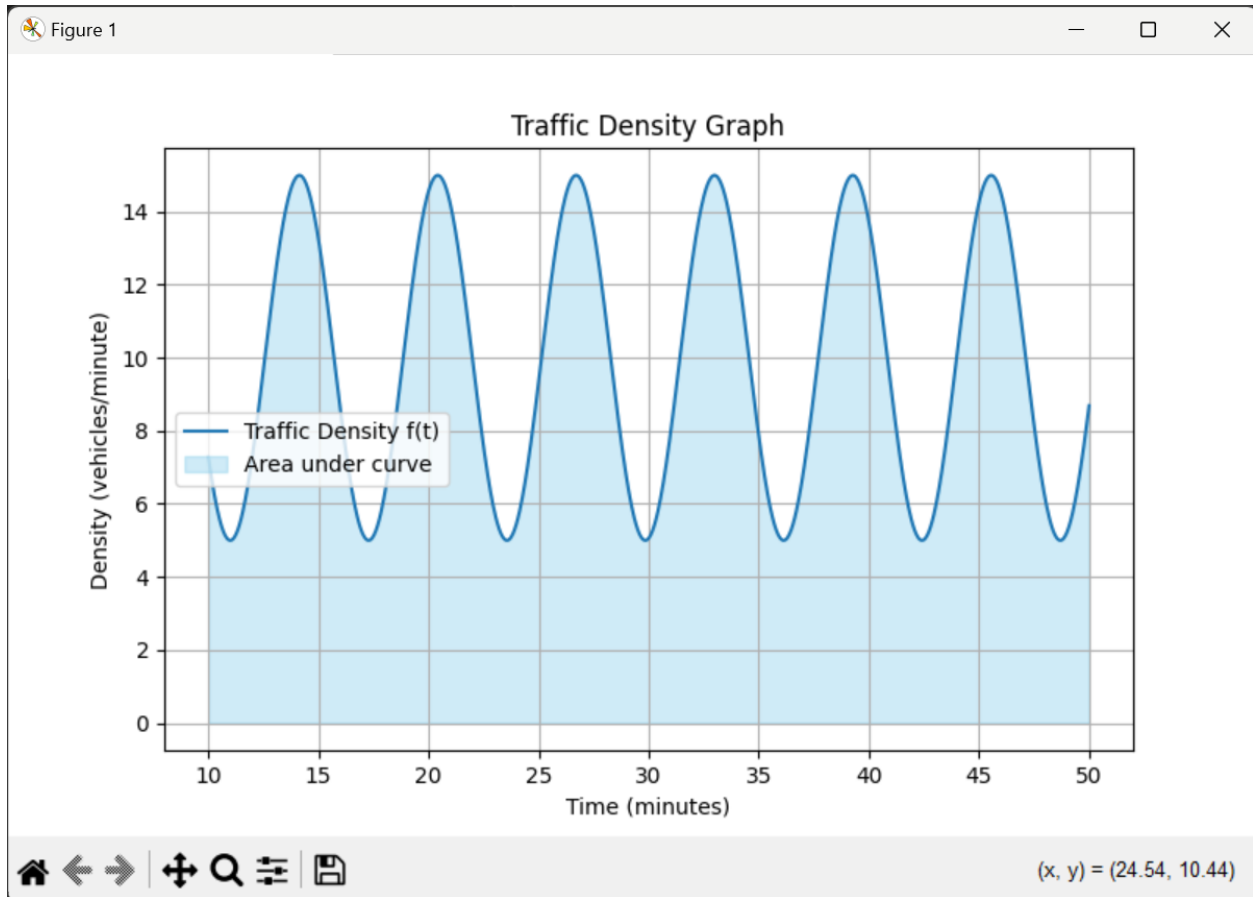 Figure 1
Traffic Density Graph
14
12
10
8
6
4
2
0
Density (vehicles/minute)
Traffic Density f(t)
Area under curve
10 15 20 25 30 35 40 45 50
Time (minutes)
(x, y) = (24.54, 10.44)